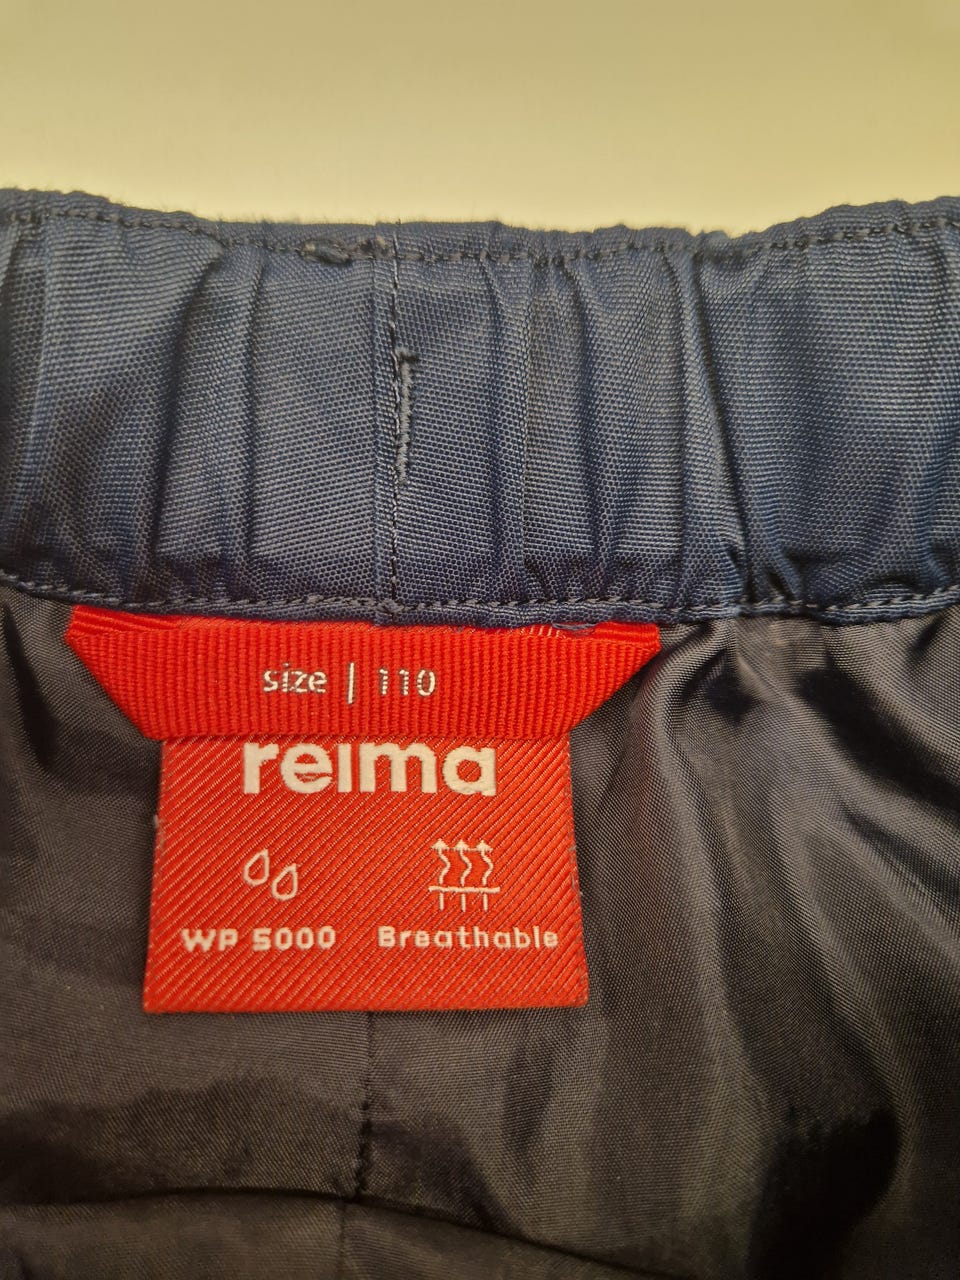 size | 110
reima
WP 5000 Breathable